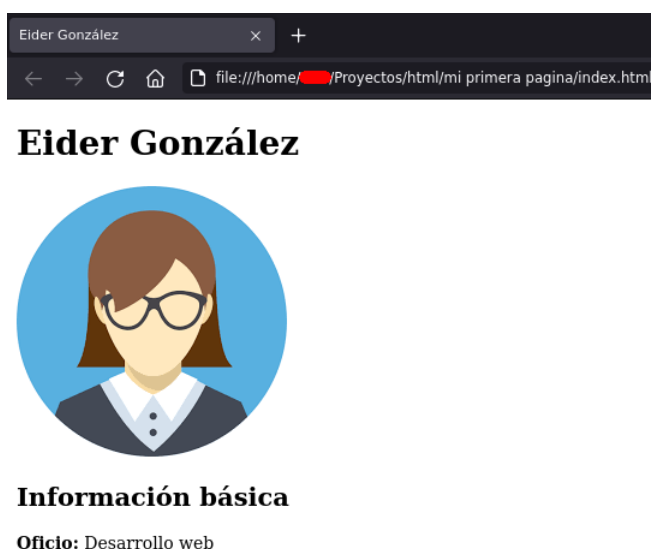 Eider González
file:///home/ /Proyectos/html/mi primera pagina/index.html
Eider González
Información básica
Oficio: Desarrollo web